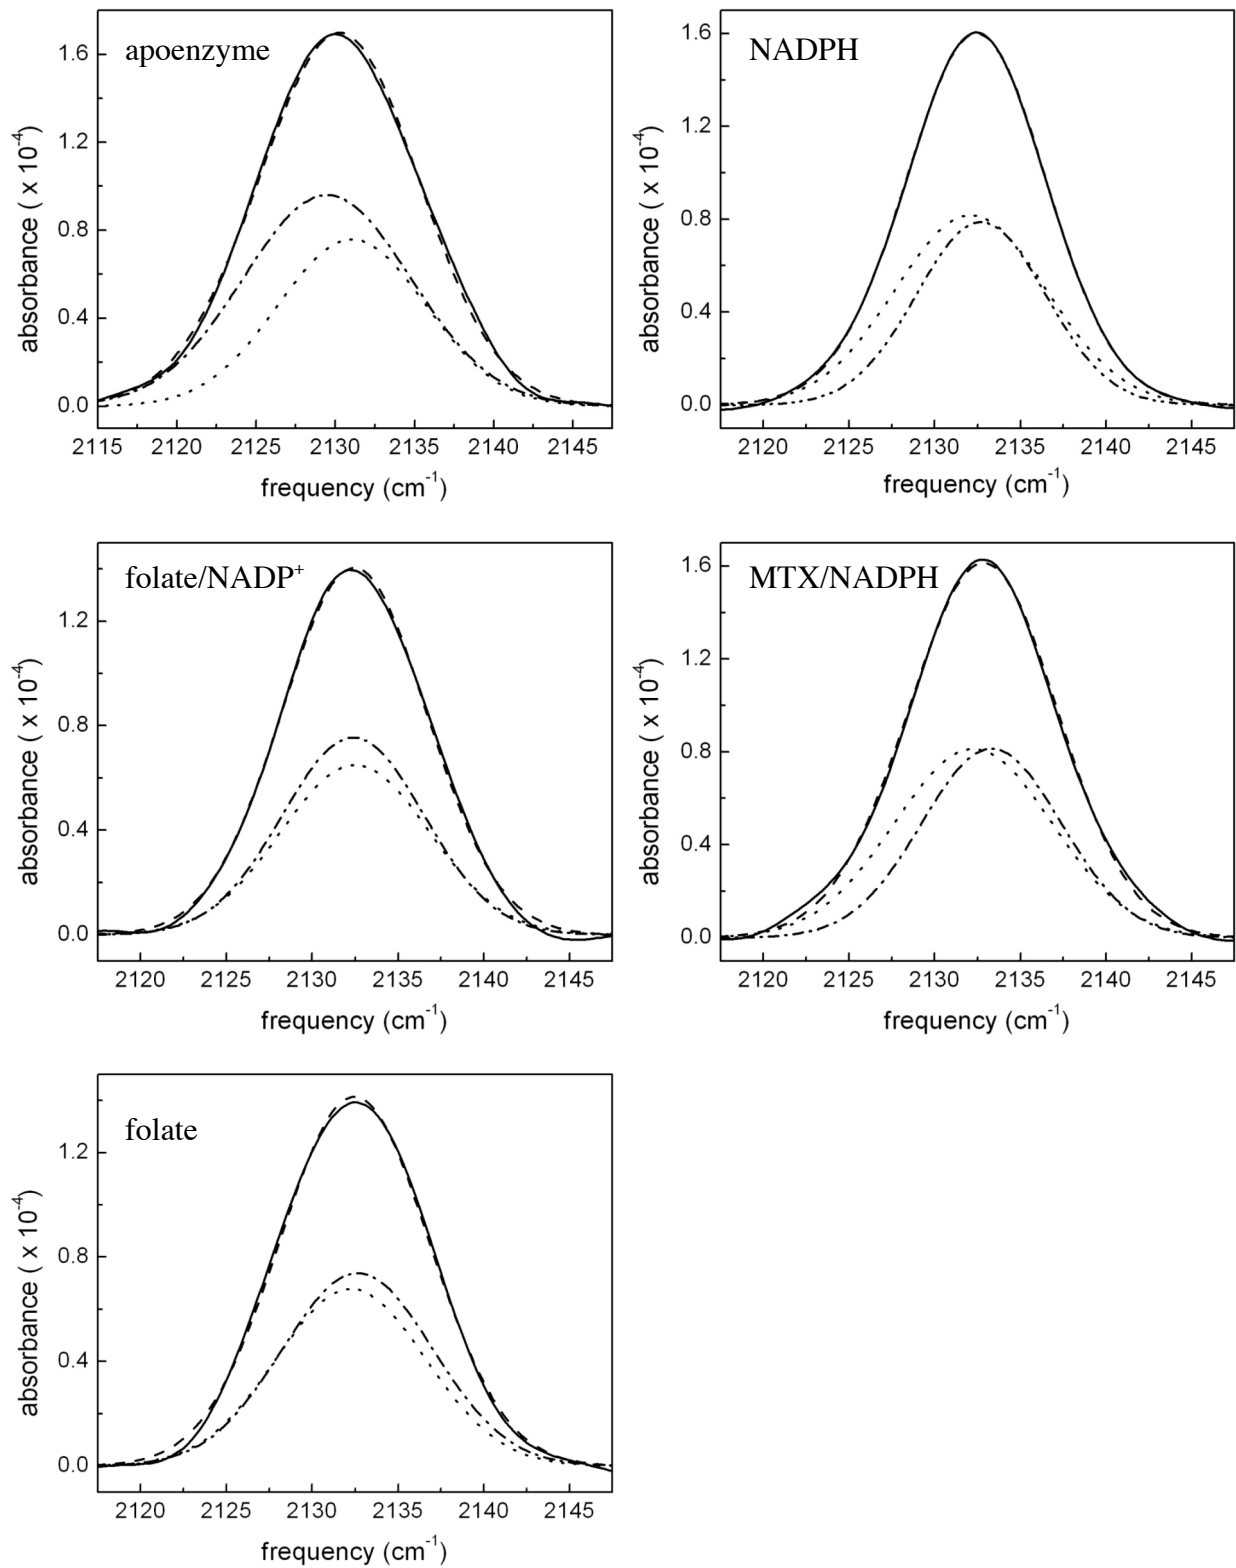 apoenzyme
absorbance ( x 10⁻⁴)
1.6
1.2
0.8
0.4
0.0
2115 2120 2125 2130 2135 2140 2145
frequency (cm⁻¹)
NADPH
absorbance ( x 10⁻⁴)
1.6
1.2
0.8
0.4
0.0
2120 2125 2130 2135 2140 2145
frequency (cm⁻¹)
folate/NADP⁺
absorbance ( x 10⁻⁴)
1.2
0.8
0.4
0.0
2120 2125 2130 2135 2140 2145
frequency (cm⁻¹)
MTX/NADPH
absorbance ( x 10⁻⁴)
1.6
1.2
0.8
0.4
0.0
2120 2125 2130 2135 2140 2145
frequency (cm⁻¹)
folate
absorbance ( x 10⁻⁴)
1.2
0.8
0.4
0.0
2120 2125 2130 2135 2140 2145
frequency (cm⁻¹)